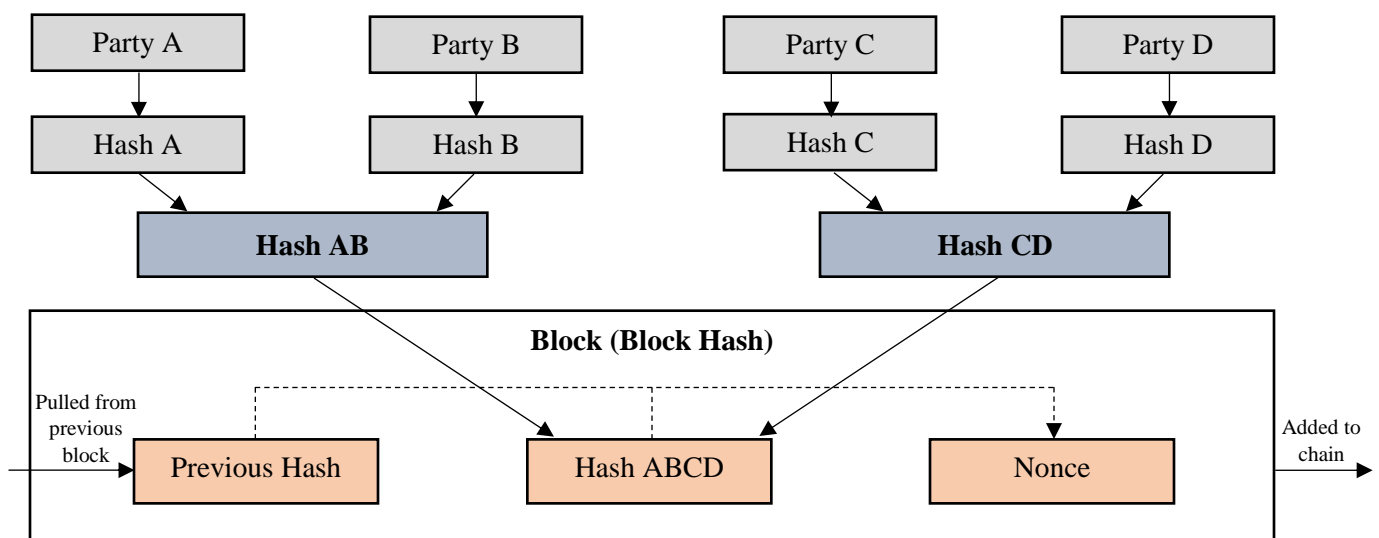 Party A
Party B
Party C
Party D
Hash A
Hash B
Hash C
Hash D
Hash AB
Hash CD
Block (Block Hash)
Pulled from
previous
block
Previous Hash
Hash ABCD
Nonce
Added to
chain